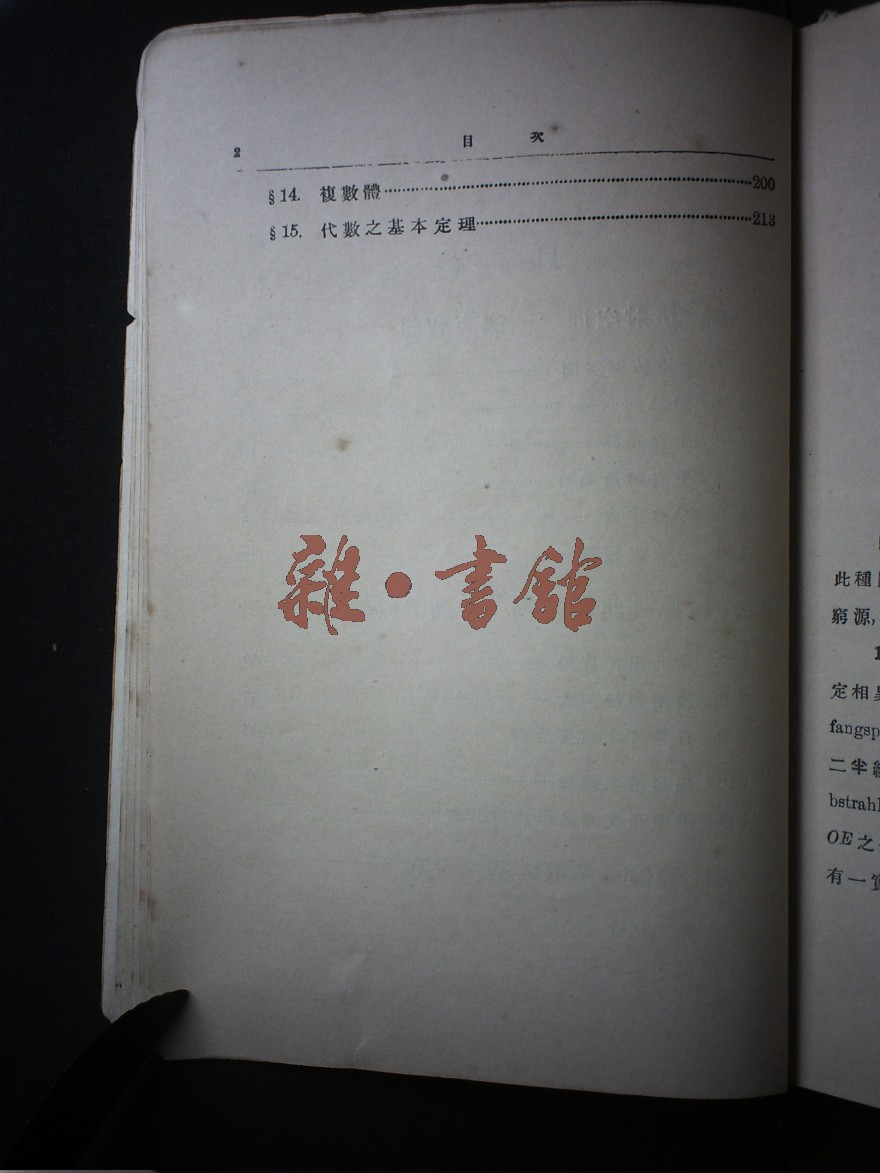 2 目 次
§14. 複數體 200
§15. 代數之基本定理 213
雜·書館
此種
窮源,
定相
fangsp
二半
bstrahl
OE之
有一